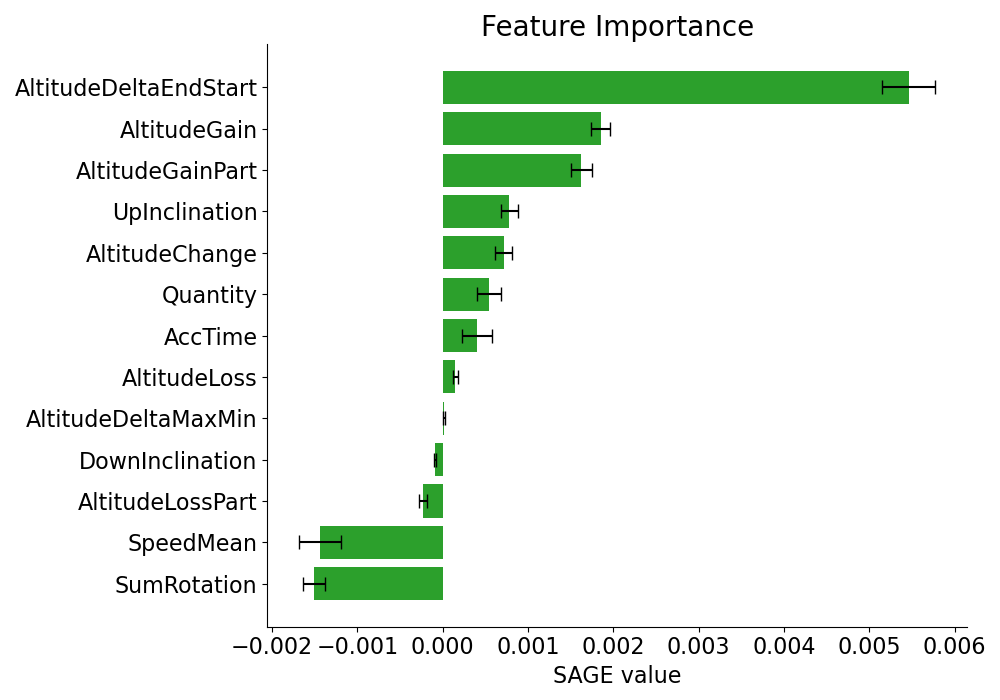 Feature Importance
AltitudeDeltaEndStart
AltitudeGain
AltitudeGainPart
UpInclination
AltitudeChange
Quantity
AccTime
AltitudeLoss
AltitudeDeltaMaxMin
DownInclination
AltitudeLossPart
SpeedMean
SumRotation
−0.002 −0.001 0.000 0.001 0.002 0.003 0.004 0.005 0.006
SAGE value